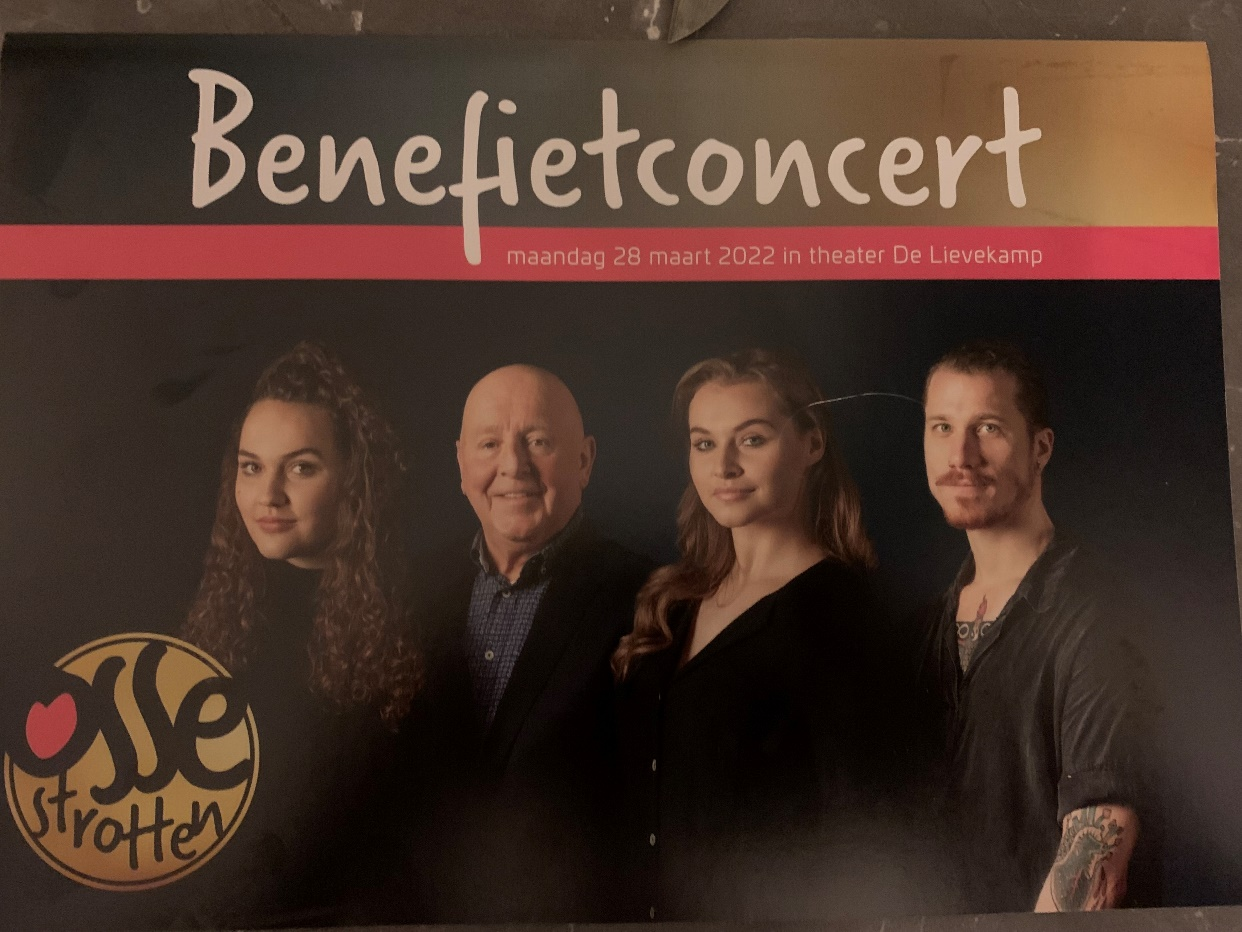 Benefietconcert
maandag 28 maart 2022 in theater De Lievekamp
osse
strotten